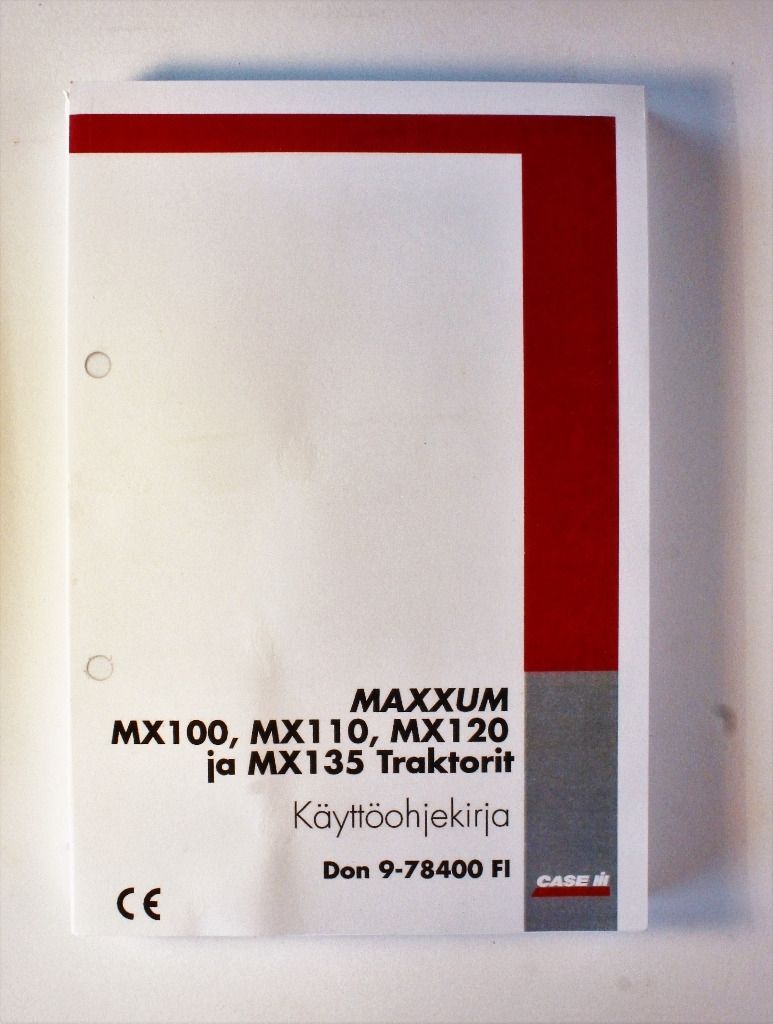 MAXXUM
MX100, MX110, MX120
ja MX135 Traktorit
Käyttöohjekirja
Don 9-78400 FI
CASE IH
CE